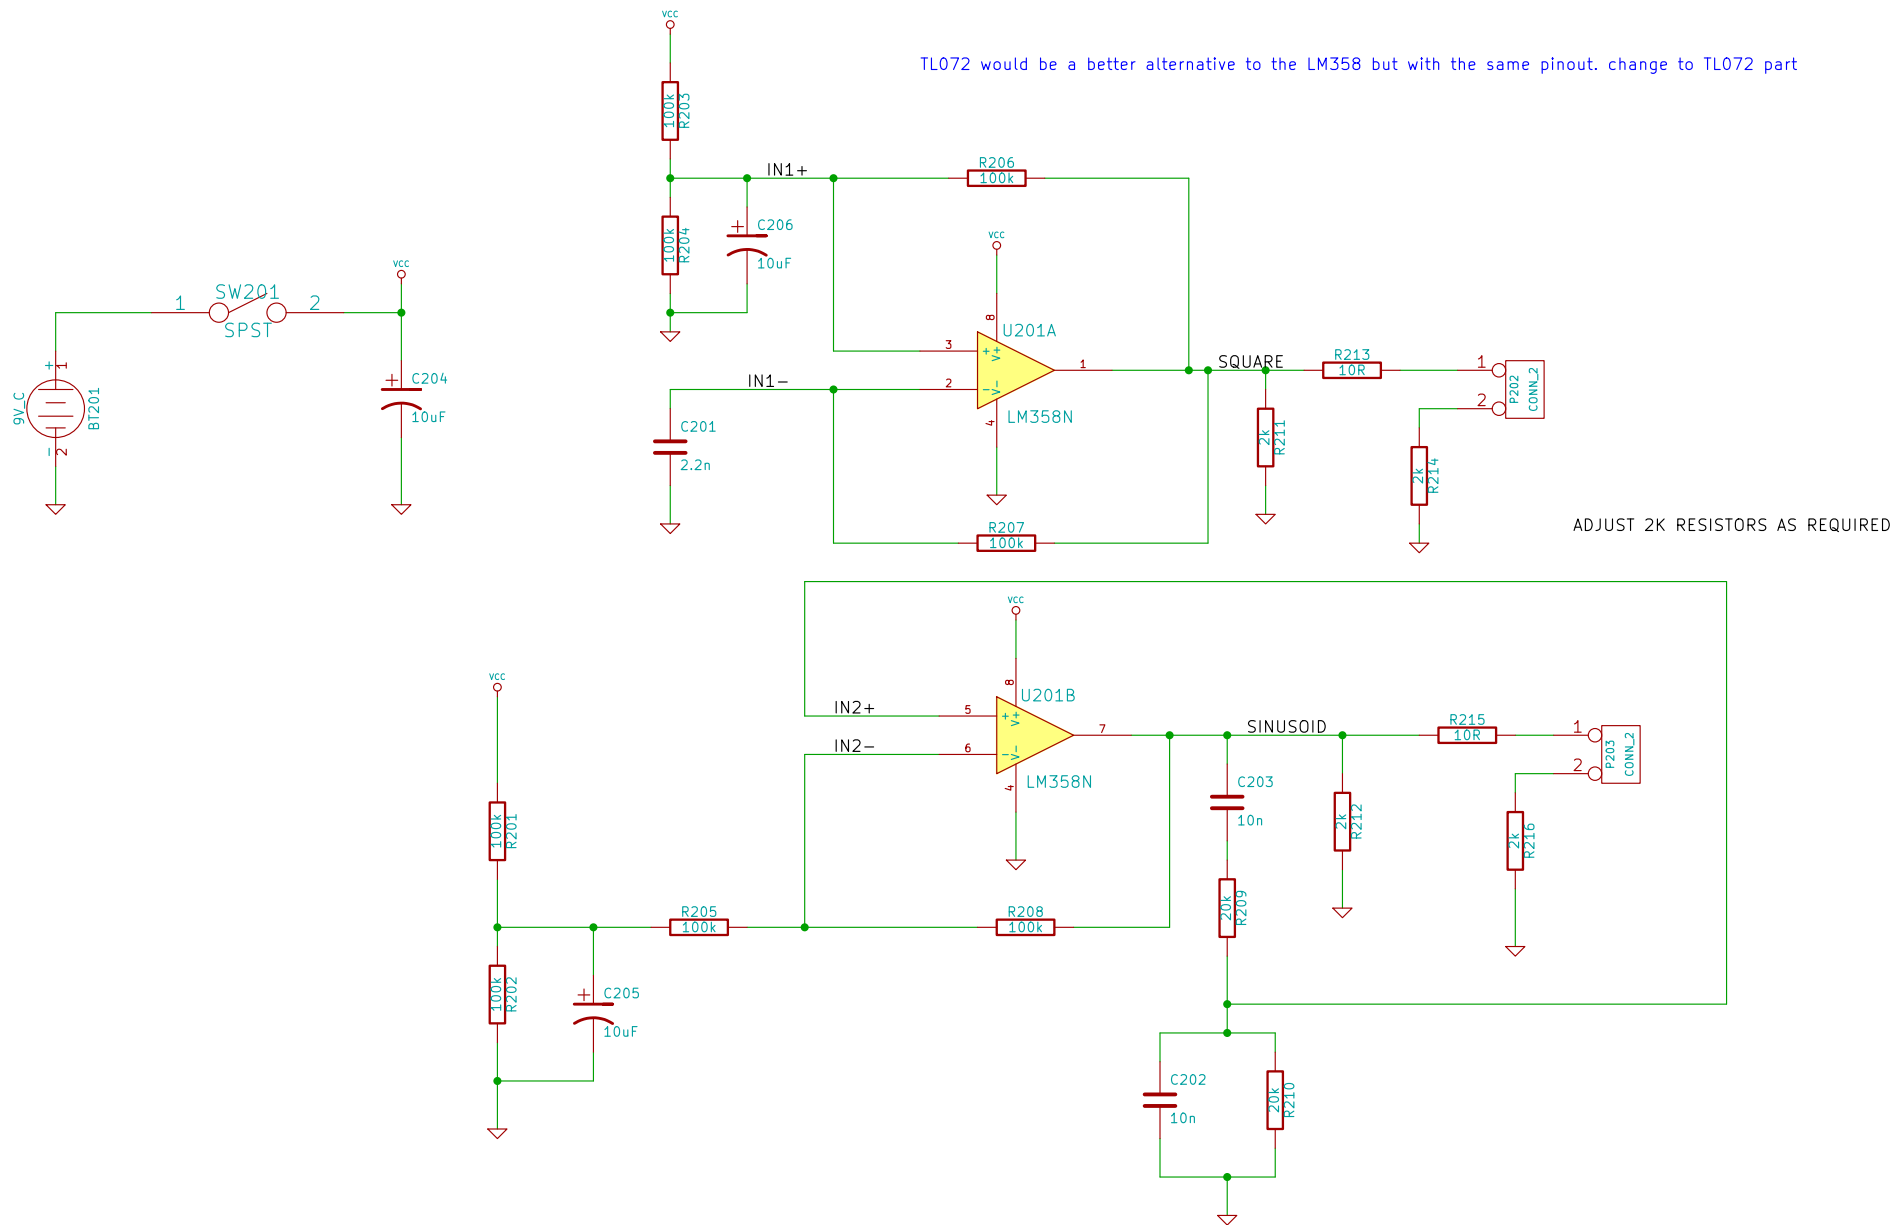 VCC
TL072 would be a better alternative to the LM358 but with the same pinout. change to TL072 part
100k
R203
IN1+
R206
100k
100k
R204
+
C206
10uF
VCC
VCC
SW201
1
2
SPST
8
U201A
3
+
V+
1
2
-
V-
4
LM358N
SQUARE
R213
10R
1
2
P202
CONN_2
+
1
9V_C
BT201
-
2
+
C204
10uF
IN1-
C201
2.2n
2k
R211
2k
R214
R207
100k
ADJUST 2K RESISTORS AS REQUIRED
VCC
VCC
8
U201B
IN2+
5
+
V+
7
IN2-
6
-
V-
4
LM358N
SINUSOID
R215
10R
1
2
P203
CONN_2
C203
10n
100k
R201
2k
R212
2k
R216
20k
R209
R205
100k
R208
100k
100k
R202
+
C205
10uF
C202
10n
20k
R210